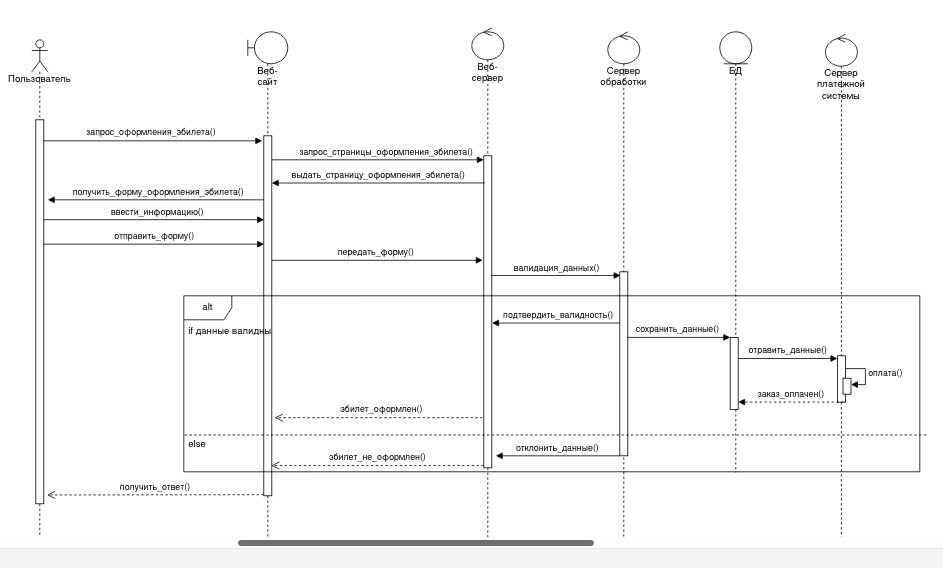 Пользователь
Веб-
сайт
Веб-
сервер
Сервер
обработки
БД
Сервер
платежной
системы
запрос_оформления_эбилета()
запрос_страницы_оформления_эбилета()
выдать_страницу_оформления_эбилета()
получить_форму_оформления_эбилета()
ввести_информацию()
отправить_форму()
передать_форму()
валидация_данных()
alt
if данные валидны
подтвердить_валидность()
сохранить_данные()
отравить_данные()
оплата()
заказ_оплачен()
эбилет_оформлен()
else
отклонить_данные()
эбилет_не_оформлен()
получить_ответ()